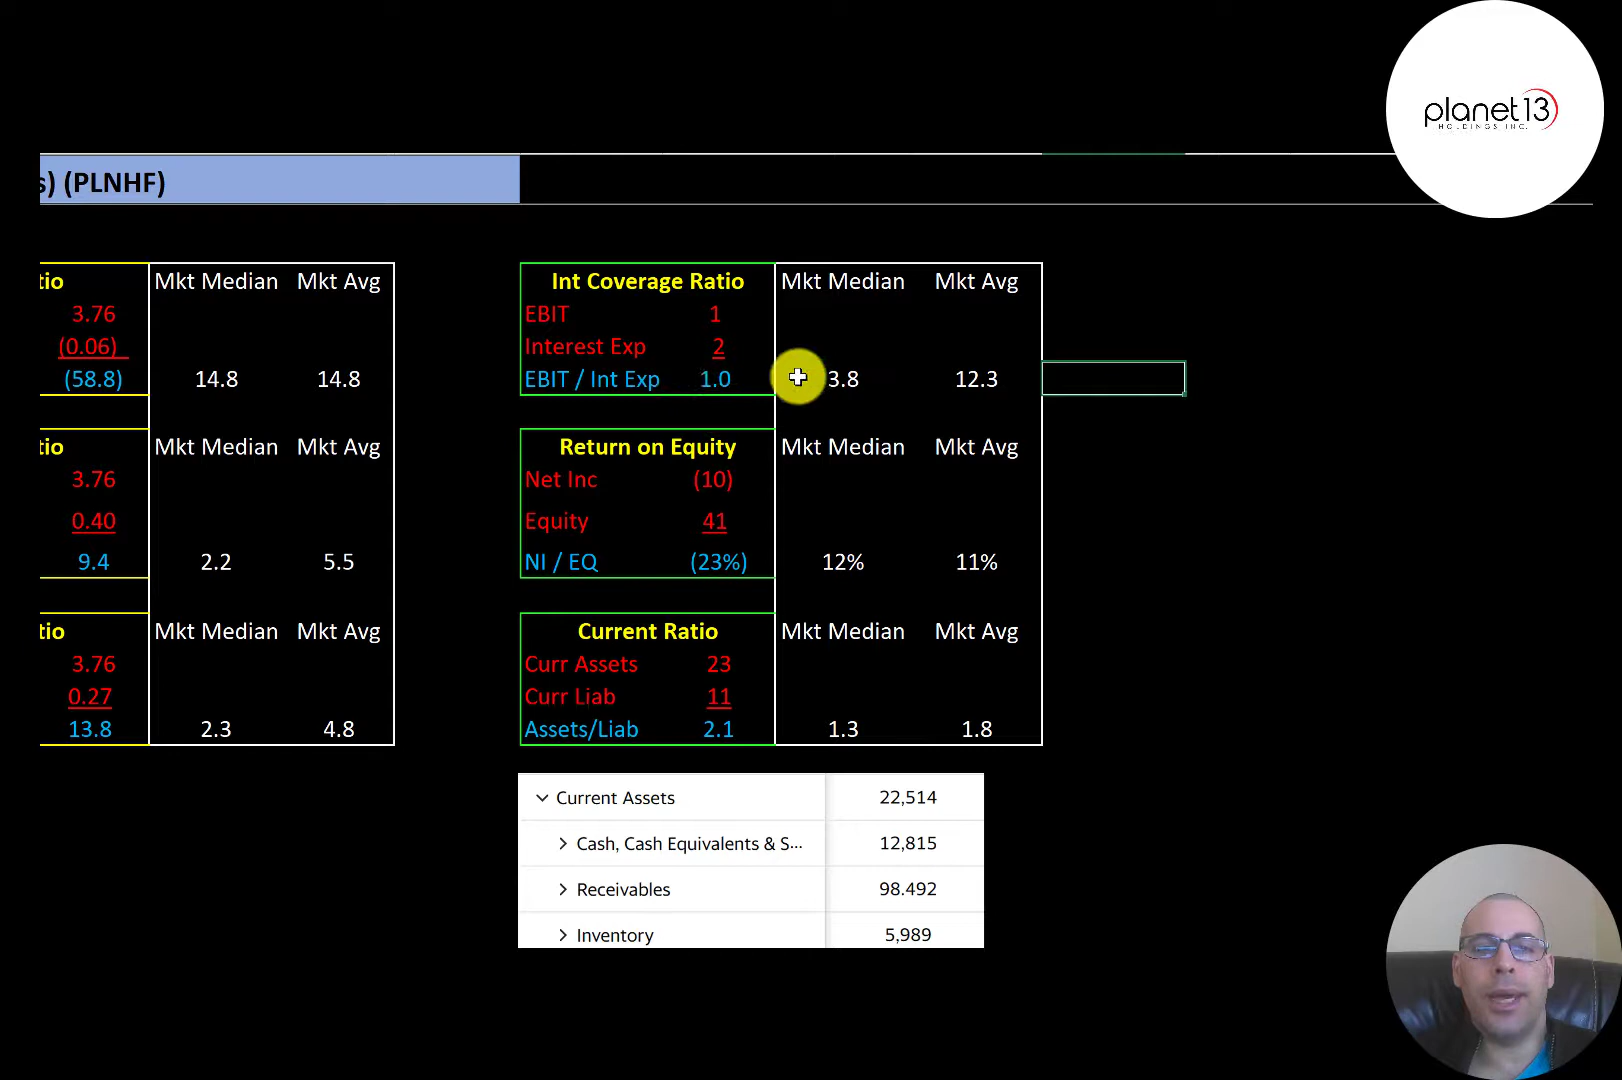 planet13
HOLDINGS INC.
s) (PLNHF)
tio Mkt Median Mkt Avg
3.76
(0.06)
(58.8) 14.8 14.8
tio Mkt Median Mkt Avg
3.76
0.40
9.4 2.2 5.5
tio Mkt Median Mkt Avg
3.76
0.27
13.8 2.3 4.8
Int Coverage Ratio Mkt Median Mkt Avg
EBIT 1
Interest Exp 2
EBIT / Int Exp 1.0 3.8 12.3
Return on Equity Mkt Median Mkt Avg
Net Inc (10)
Equity 41
NI / EQ (23%) 12% 11%
Current Ratio Mkt Median Mkt Avg
Curr Assets 23
Curr Liab 11
Assets/Liab 2.1 1.3 1.8
Current Assets 22,514
Cash, Cash Equivalents & S... 12,815
Receivables 98.492
Inventory 5,989